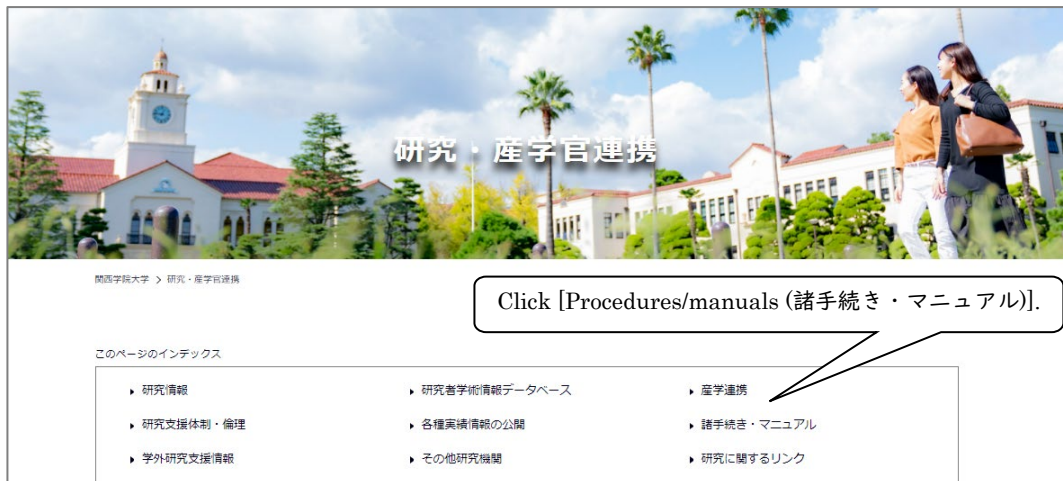 研究・産学官連携
関西学院大学 > 研究・産学官連携
Click [Procedures/manuals (諸手続き・マニュアル)].
このページのインデックス
研究情報 研究者学術情報データベース 産学連携
研究支援体制・倫理 各種実績情報の公開 諸手続き・マニュアル
学外研究支援情報 その他研究機関 研究に関するリンク